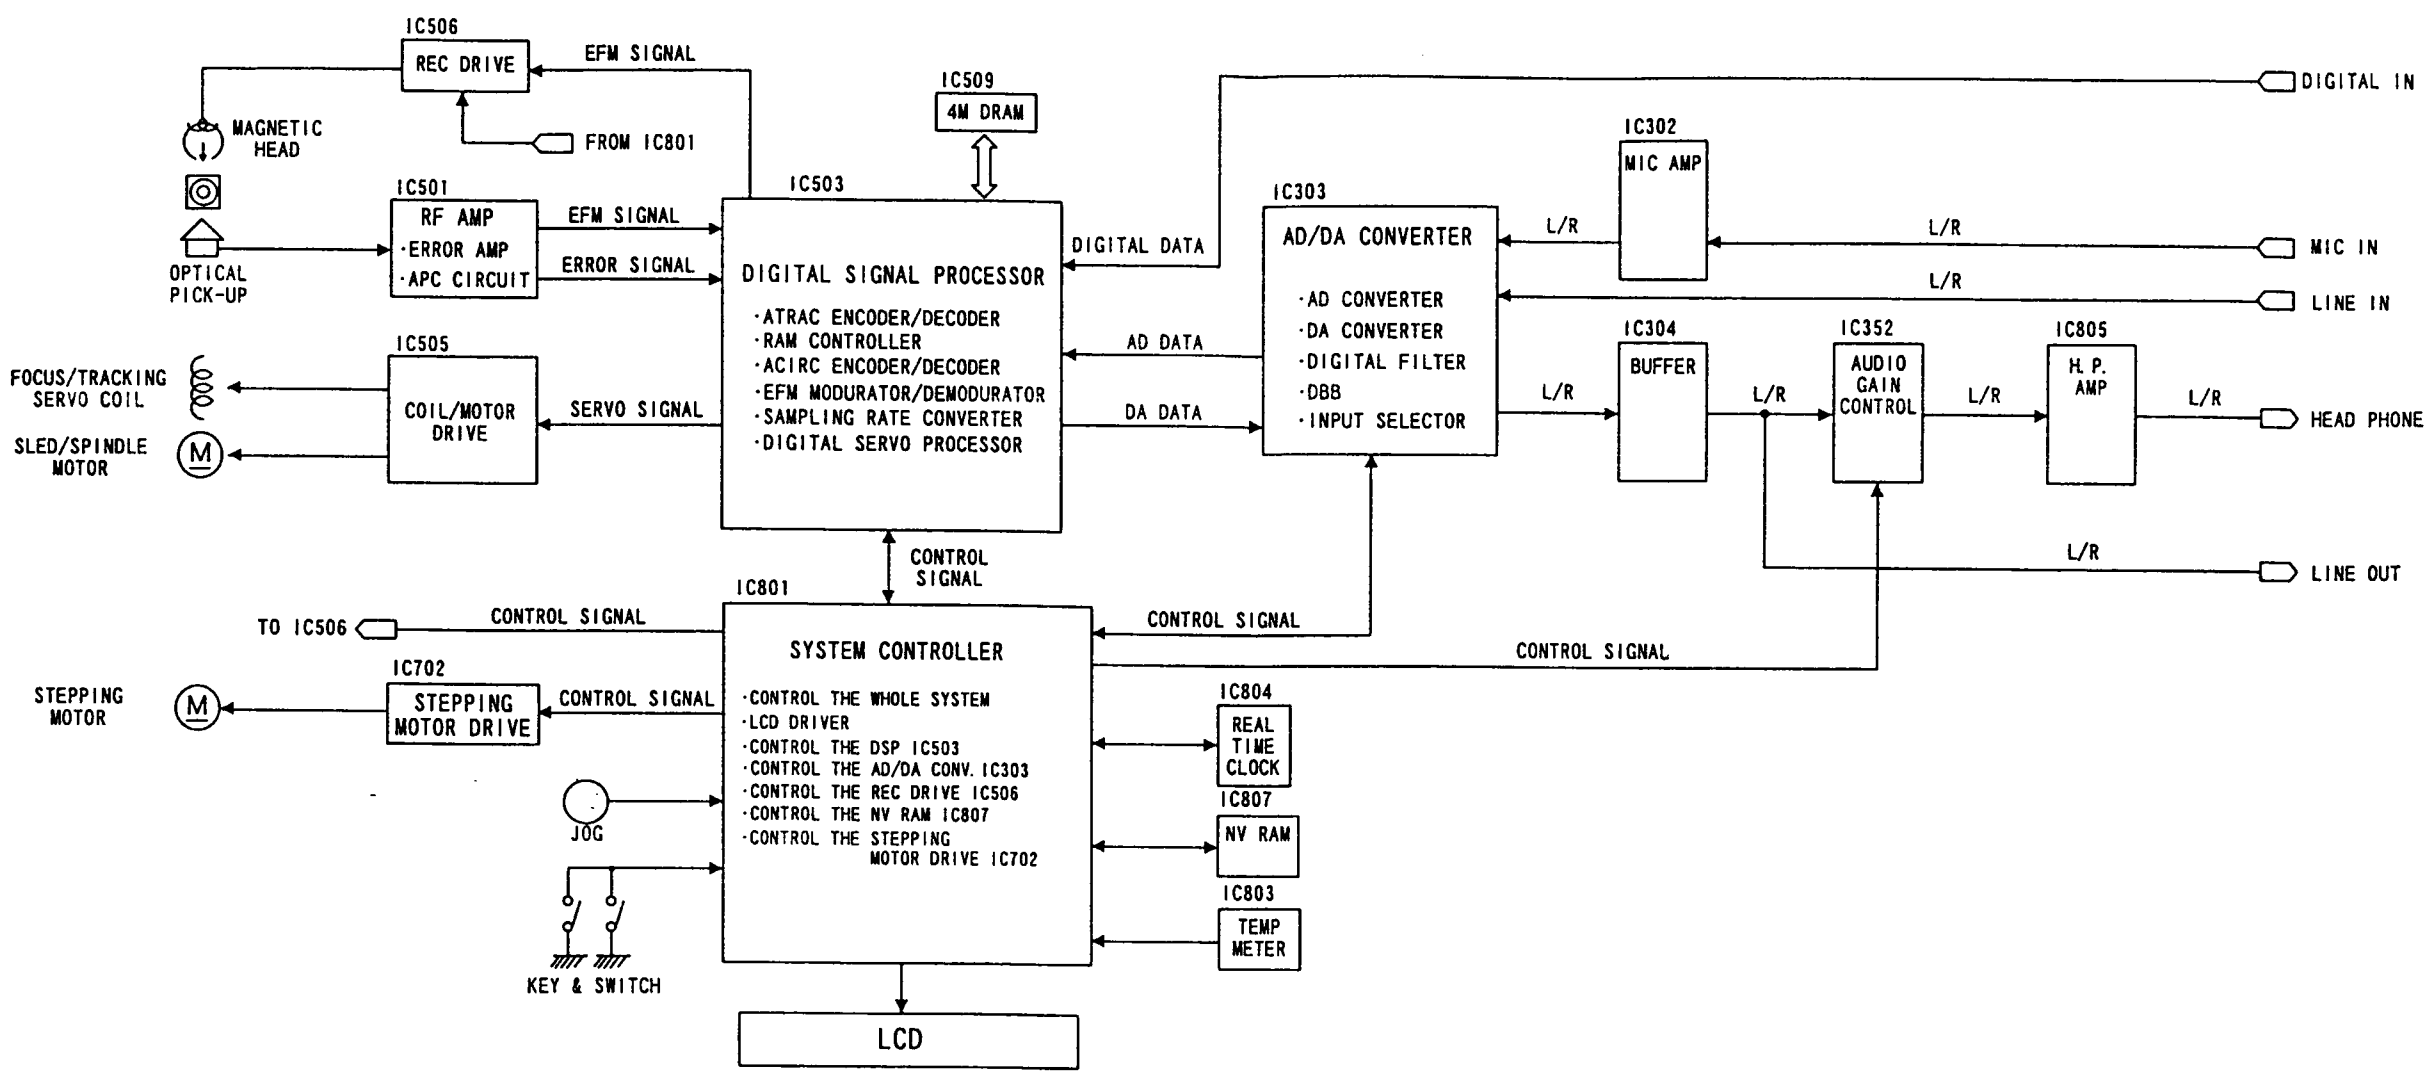 IC506
REC DRIVE
EFM SIGNAL
FROM IC801
MAGNETIC
HEAD
OPTICAL
PICK-UP
IC501
RF AMP
·ERROR AMP
·APC CIRCUIT
EFM SIGNAL
ERROR SIGNAL
IC505
COIL/MOTOR
DRIVE
FOCUS/TRACKING
SERVO COIL
SLED/SPINDLE
MOTOR
M
SERVO SIGNAL
IC509
4M DRAM
IC503
DIGITAL SIGNAL PROCESSOR
·ATRAC ENCODER/DECODER
·RAM CONTROLLER
·ACIRC ENCODER/DECODER
·EFM MODURATOR/DEMODURATOR
·SAMPLING RATE CONVERTER
·DIGITAL SERVO PROCESSOR
DIGITAL DATA
AD DATA
DA DATA
IC303
AD/DA CONVERTER
·AD CONVERTER
·DA CONVERTER
·DIGITAL FILTER
·DBB
·INPUT SELECTOR
DIGITAL IN
IC302
MIC AMP
L/R
L/R
MIC IN
L/R
LINE IN
IC304
BUFFER
L/R
L/R
IC352
AUDIO
GAIN
CONTROL
L/R
IC805
H.P.
AMP
L/R
HEAD PHONE
L/R
LINE OUT
CONTROL
SIGNAL
CONTROL SIGNAL
CONTROL SIGNAL
IC801
SYSTEM CONTROLLER
·CONTROL THE WHOLE SYSTEM
·LCD DRIVER
·CONTROL THE DSP IC503
·CONTROL THE AD/DA CONV. IC303
·CONTROL THE REC DRIVE IC506
·CONTROL THE NV RAM IC807
·CONTROL THE STEPPING
MOTOR DRIVE IC702
TO IC506
CONTROL SIGNAL
IC702
STEPPING
MOTOR DRIVE
CONTROL SIGNAL
STEPPING
MOTOR
M
JOG
KEY & SWITCH
IC804
REAL
TIME
CLOCK
IC807
NV RAM
IC803
TEMP
METER
LCD